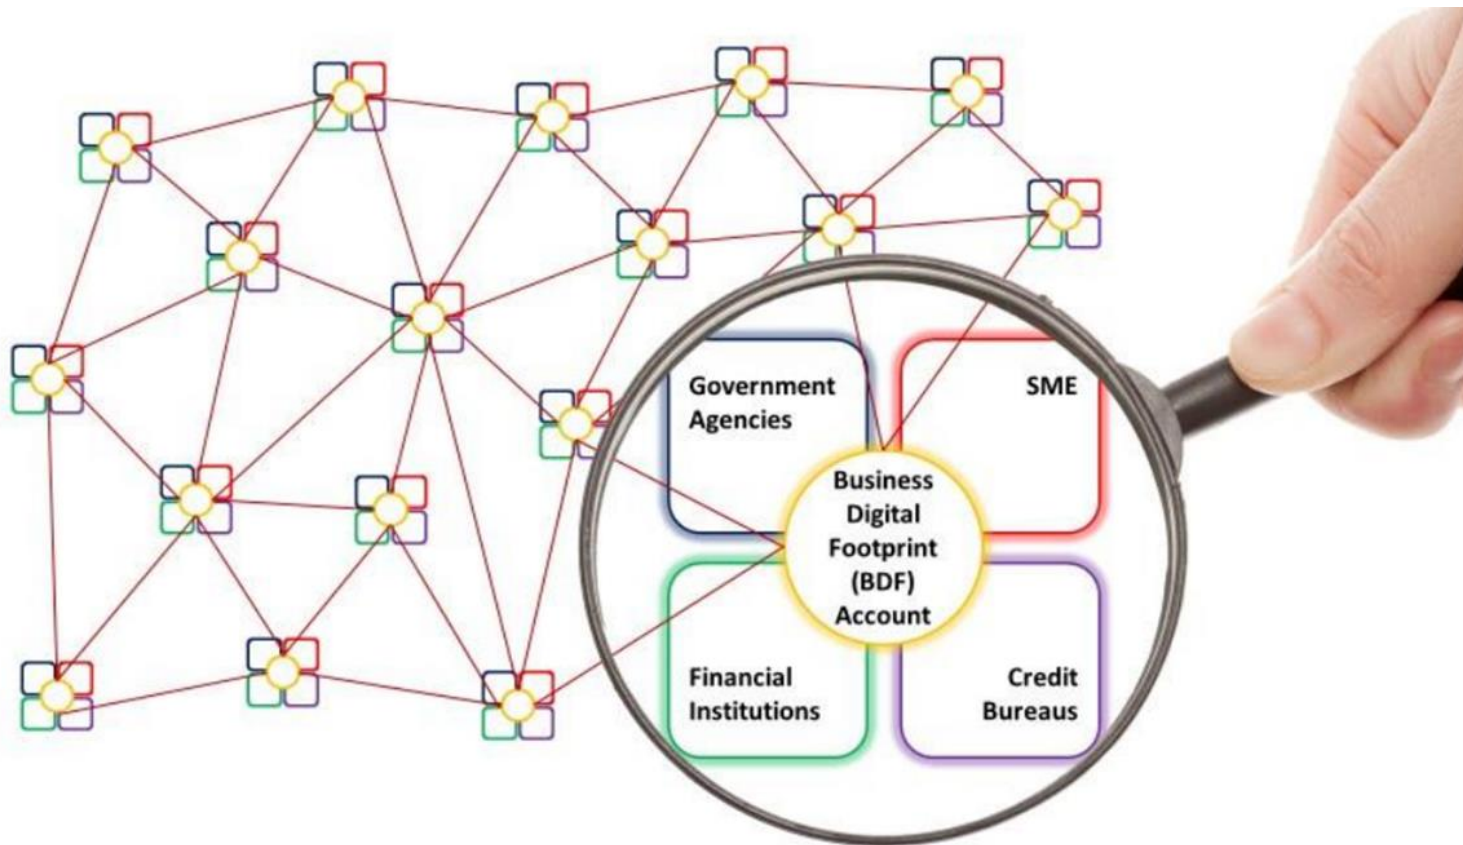 Government
Agencies
SME
Business
Digital
Footprint
(BDF)
Account
Financial
Institutions
Credit
Bureaus